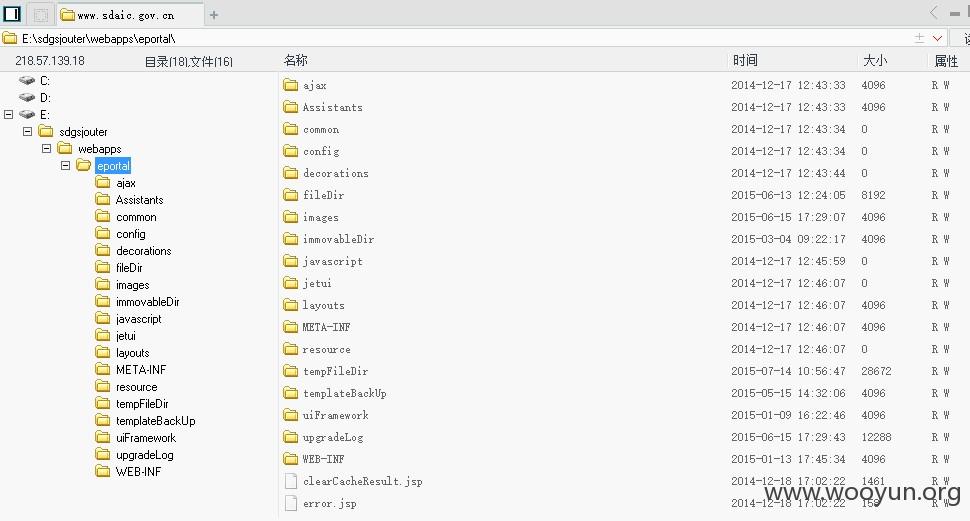 www.sdaic.gov.cn
E:\sdgsjouter\webapps\eportal\
218.57.139.18 目录(18),文件(16) 名称 时间 大小 属性
C:
D:
E:
sdgsjouter
webapps
eportal
ajax
Assistants
common
config
decorations
fileDir
images
immovableDir
javascript
jetui
layouts
META-INF
resource
tempFileDir
templateBackUp
uiFramework
upgradeLog
WEB-INF
ajax 2014-12-17 12:43:33 4096 R W
Assistants 2014-12-17 12:43:33 4096 R W
common 2014-12-17 12:43:34 0 R W
config 2014-12-17 12:43:34 0 R W
decorations 2014-12-17 12:43:44 0 R W
fileDir 2015-06-13 12:24:05 8192 R W
images 2015-06-15 17:29:07 4096 R W
immovableDir 2015-03-04 09:22:17 4096 R W
javascript 2014-12-17 12:45:59 0 R W
jetui 2014-12-17 12:46:07 0 R W
layouts 2014-12-17 12:46:07 4096 R W
META-INF 2014-12-17 12:46:07 4096 R W
resource 2014-12-17 12:46:07 0 R W
tempFileDir 2015-07-14 10:56:47 28672 R W
templateBackUp 2015-05-15 14:32:06 4096 R W
uiFramework 2015-01-09 16:22:46 4096 R W
upgradeLog 2015-06-15 17:29:43 12288 R W
WEB-INF 2015-01-13 17:45:34 4096 R W
clearCacheResult.jsp 2014-12-18 17:02:22 1461 R W
error.jsp 2014-12-18 17:02:22 R W
www.wooyun.org